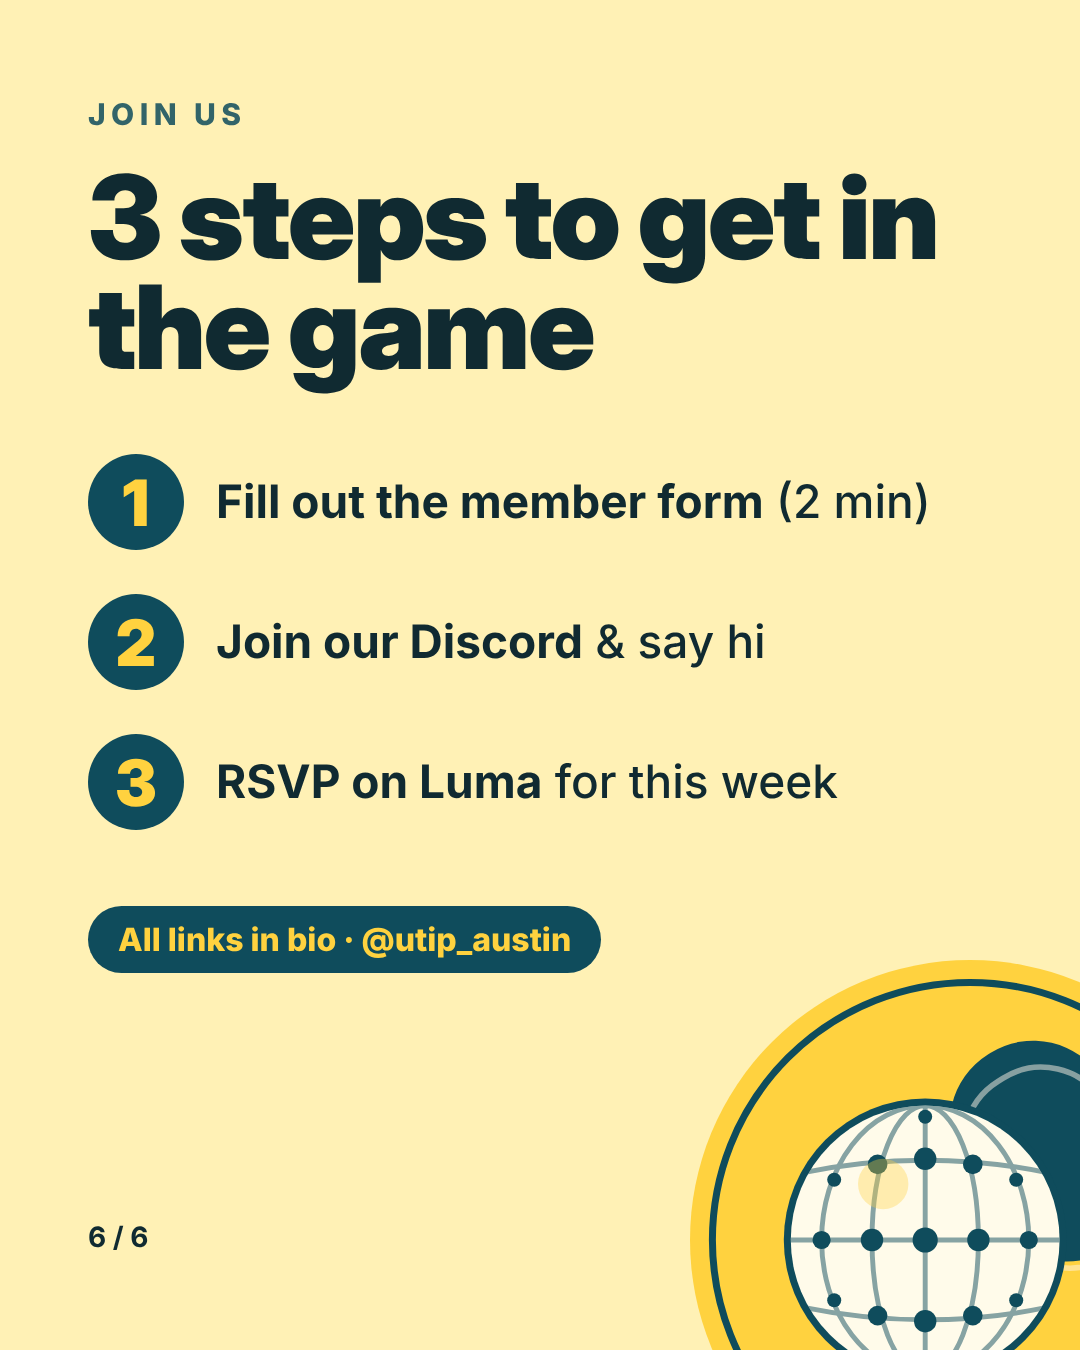 JOIN US
3 steps to get in
the game
1 Fill out the member form (2 min)
2 Join our Discord & say hi
3 RSVP on Luma for this week
All links in bio · @utip_austin
6 / 6